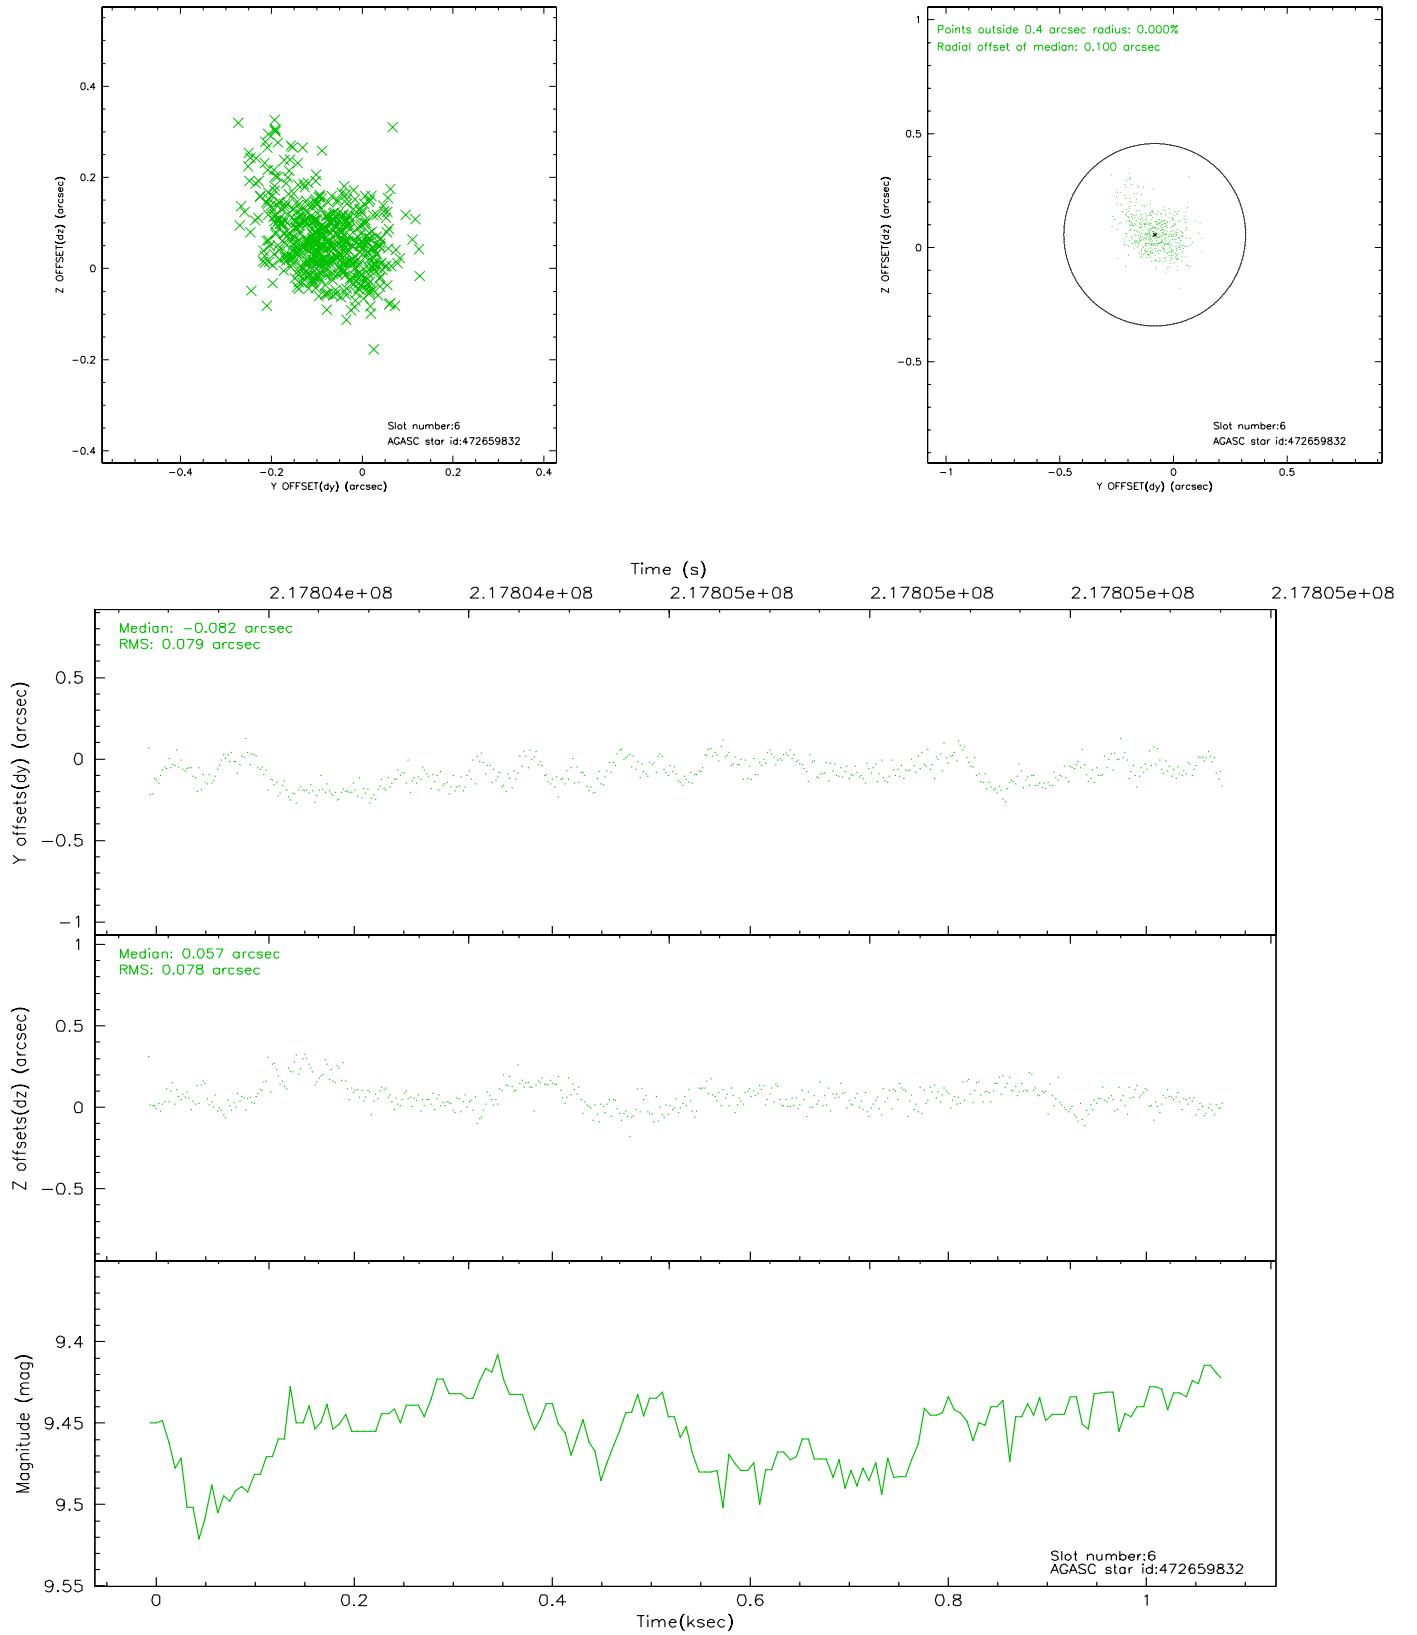 0.4
0.2
0
−0.2
−0.4
Z OFFSET(dz) (arcsec)
Slot number:6
AGASC star id:472659832
−0.4
−0.2
0
0.2
0.4
Y OFFSET(dy) (arcsec)
Points outside 0.4 arcsec radius: 0.000%
Radial offset of median: 0.100 arcsec
1
0.5
0
−0.5
Z OFFSET(dz) (arcsec)
Slot number:6
AGASC star id:472659832
−1
−0.5
0
0.5
Y OFFSET(dy) (arcsec)
Time (s)
2.17804e+08
2.17804e+08
2.17805e+08
2.17805e+08
2.17805e+08
2.17805e+08
Median: −0.082 arcsec
RMS: 0.079 arcsec
0.5
0
−0.5
−1
Y offsets(dy) (arcsec)
Median: 0.057 arcsec
RMS: 0.078 arcsec
1
0.5
0
−0.5
Z offsets(dz) (arcsec)
9.4
9.45
9.5
9.55
Magnitude (mag)
Slot number:6
AGASC star id:472659832
0
0.2
0.4
0.6
0.8
1
Time(ksec)